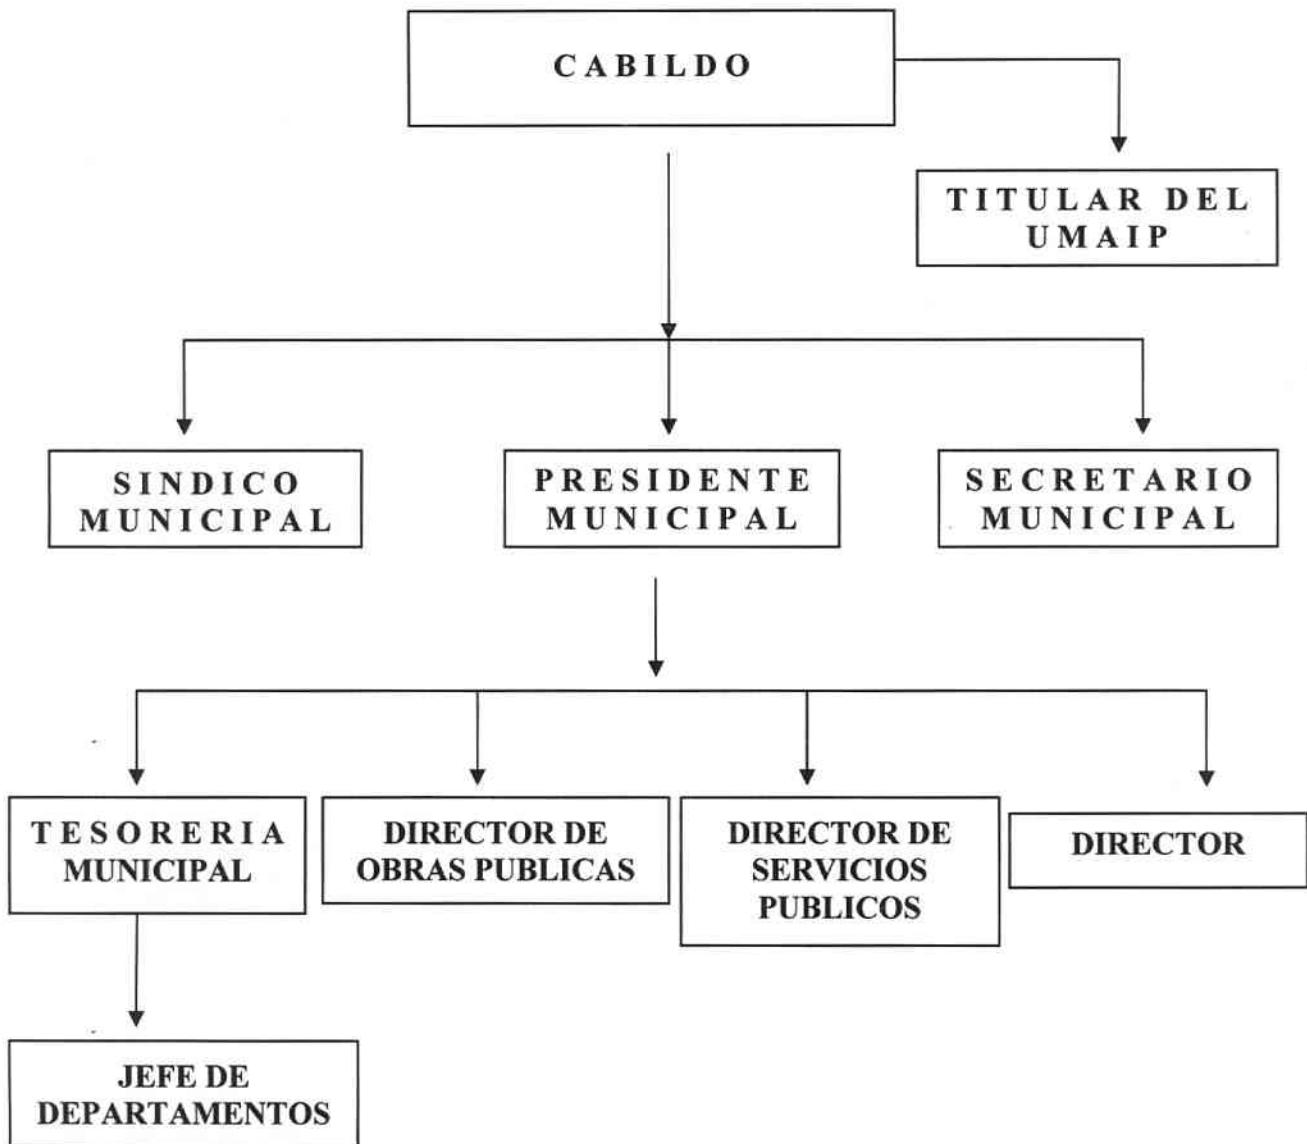 CABILDO
TITULAR DEL
UMAIP
SINDICO
MUNICIPAL
PRESIDENTE
MUNICIPAL
SECRETARIO
MUNICIPAL
TESORERIA
MUNICIPAL
DIRECTOR DE
OBRAS PUBLICAS
DIRECTOR DE
SERVICIOS
PUBLICOS
DIRECTOR
JEFE DE
DEPARTAMENTOS